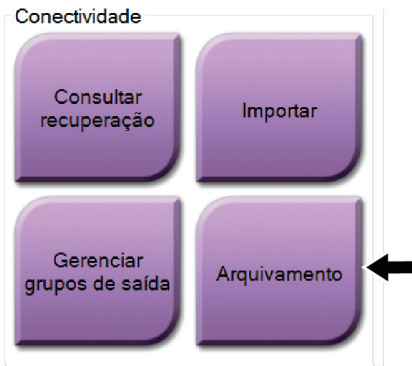 Conectividade
Consultar
recuperação
Importar
Gerenciar
grupos de saída
Arquivamento